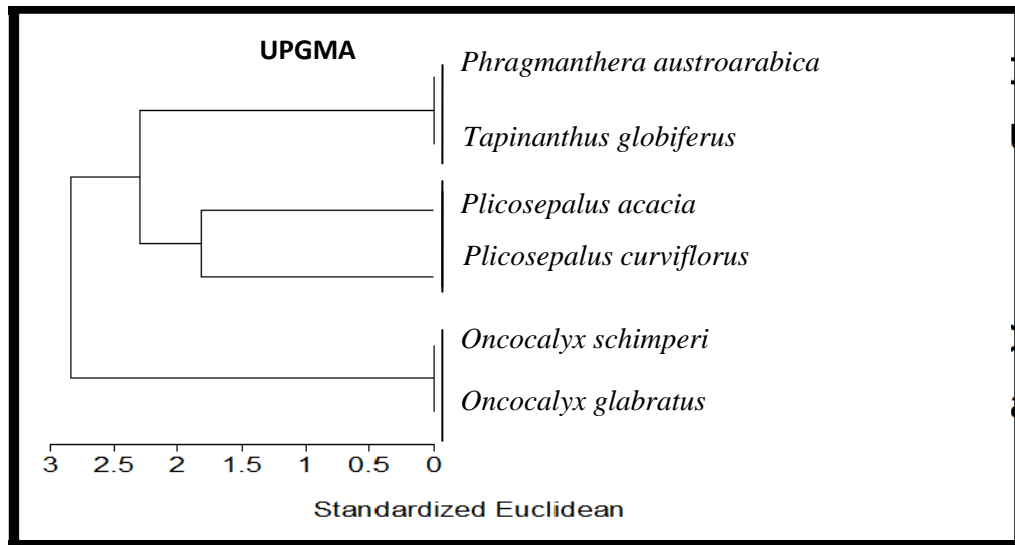 UPGMA
Phragmanthera austroarabica
Tapinanthus globiferus
Plicosepalus acacia
Plicosepalus curviflorus
Oncocalyx schimperi
Oncocalyx glabratus
3 2.5 2 1.5 1 0.5 0
Standardized Euclidean